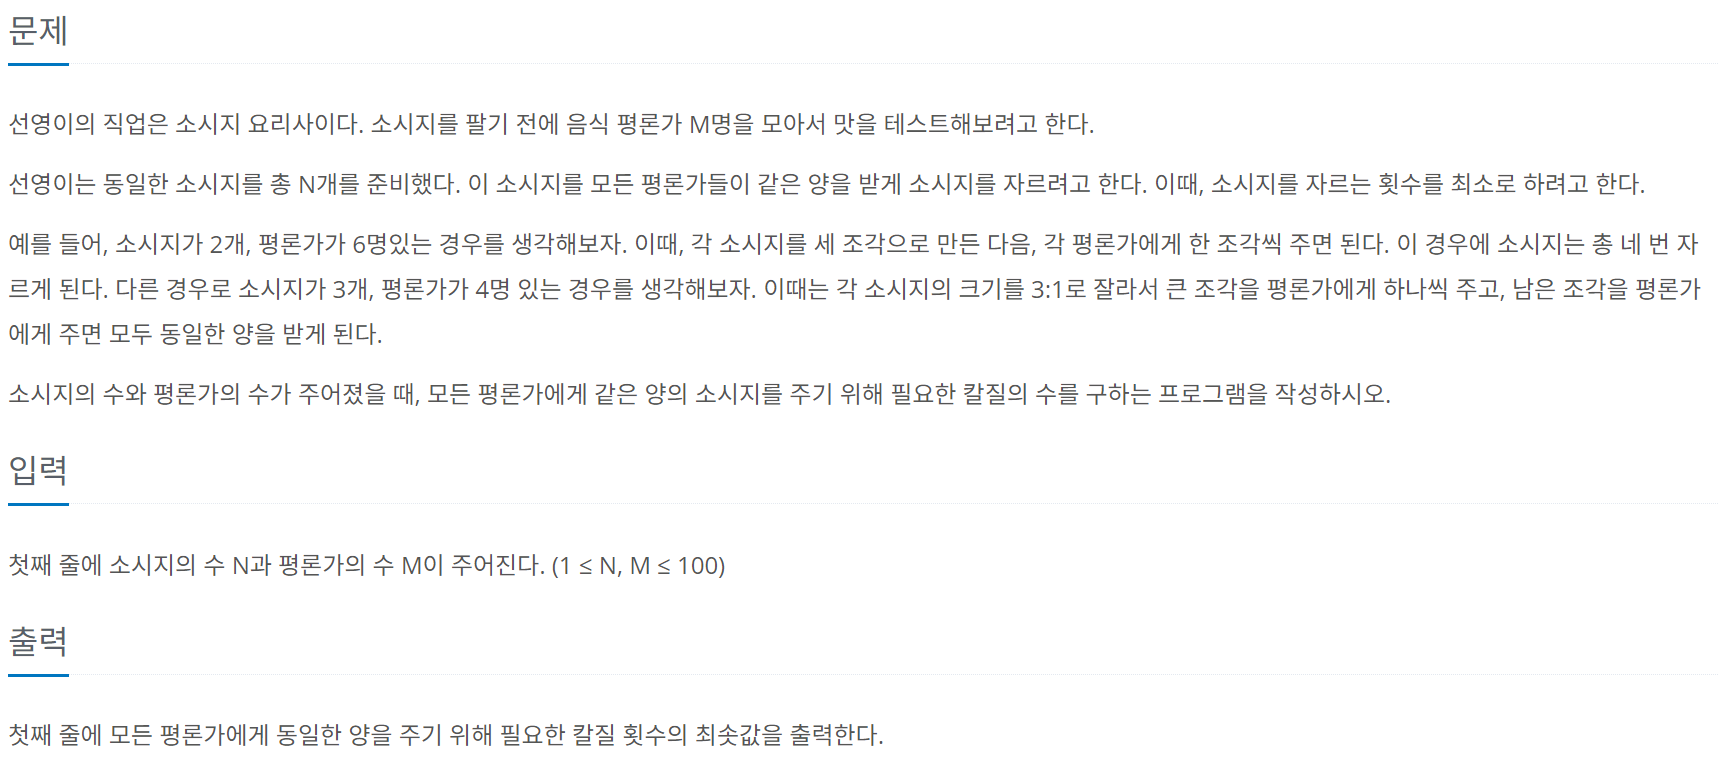 문제
선영이의 직업은 소시지 요리사이다. 소시지를 팔기 전에 음식 평론가 M명을 모아서 맛을 테스트해보려고 한다.
선영이는 동일한 소시지를 총 N개를 준비했다. 이 소시지를 모든 평론가들이 같은 양을 받게 소시지를 자르려고 한다. 이때, 소시지를 자르는 횟수를 최소로 하려고 한다.
예를 들어, 소시지가 2개, 평론가가 6명있는 경우를 생각해보자. 이때, 각 소시지를 세 조각으로 만든 다음, 각 평론가에게 한 조각씩 주면 된다. 이 경우에 소시지는 총 네 번 자
르게 된다. 다른 경우로 소시지가 3개, 평론가가 4명 있는 경우를 생각해보자. 이때는 각 소시지의 크기를 3:1로 잘라서 큰 조각을 평론가에게 하나씩 주고, 남은 조각을 평론가
에게 주면 모두 동일한 양을 받게 된다.
소시지의 수와 평론가의 수가 주어졌을 때, 모든 평론가에게 같은 양의 소시지를 주기 위해 필요한 칼질의 수를 구하는 프로그램을 작성하시오.
입력
첫째 줄에 소시지의 수 N과 평론가의 수 M이 주어진다. (1 ≤ N, M ≤ 100)
출력
첫째 줄에 모든 평론가에게 동일한 양을 주기 위해 필요한 칼질 횟수의 최솟값을 출력한다.